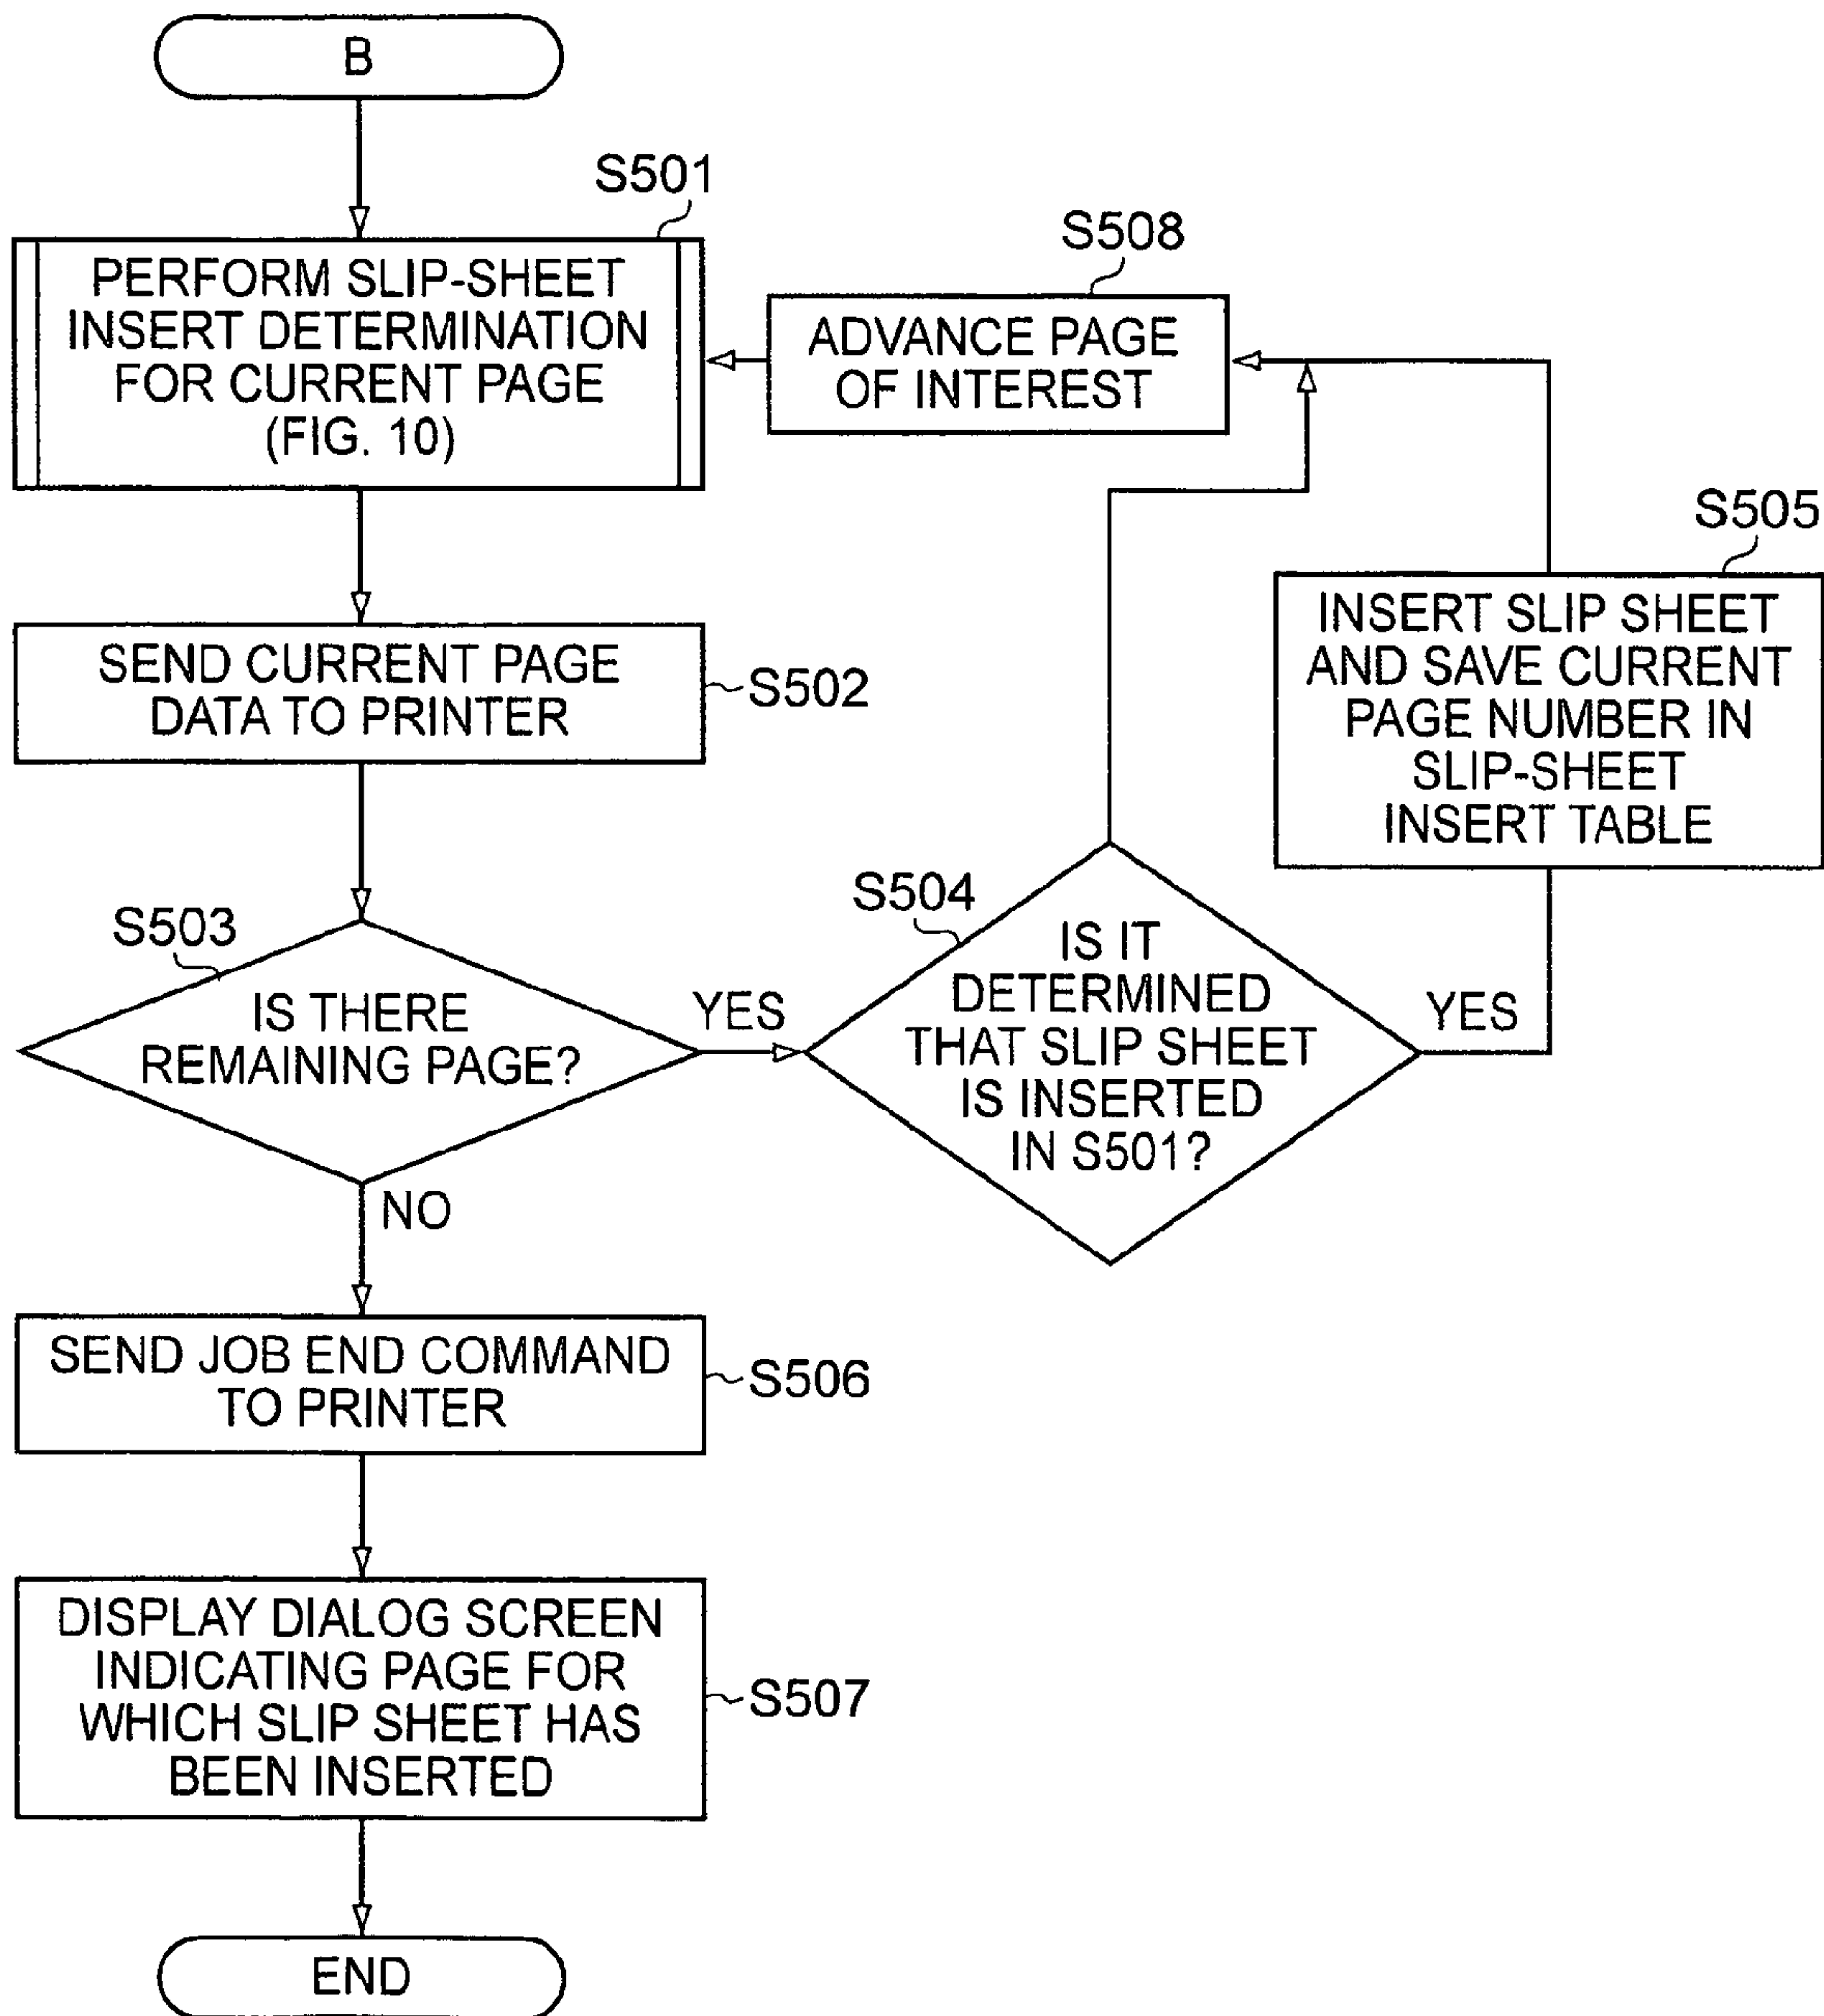 B
S501
PERFORM SLIP-SHEET
INSERT DETERMINATION
FOR CURRENT PAGE
(FIG. 10)
S508
ADVANCE PAGE
OF INTEREST
S505
INSERT SLIP SHEET
AND SAVE CURRENT
PAGE NUMBER IN
SLIP-SHEET
INSERT TABLE
SEND CURRENT PAGE
DATA TO PRINTER
S502
S503
IS THERE
REMAINING PAGE?
YES
NO
S504
IS IT
DETERMINED
THAT SLIP SHEET
IS INSERTED
IN S501?
YES
SEND JOB END COMMAND
TO PRINTER
S506
DISPLAY DIALOG SCREEN
INDICATING PAGE FOR
WHICH SLIP SHEET HAS
BEEN INSERTED
S507
END